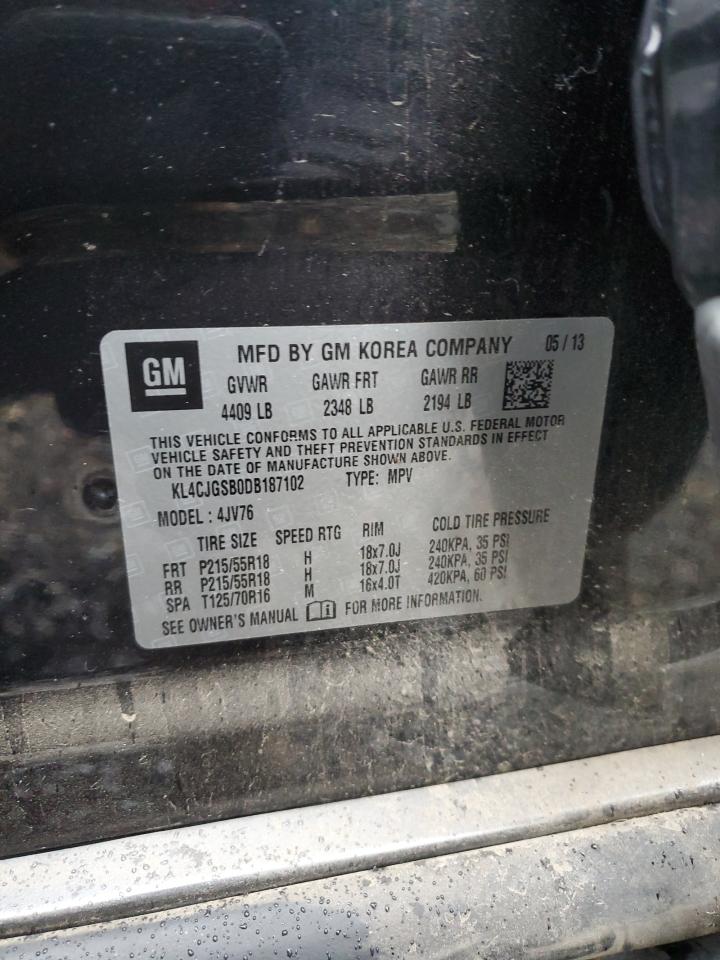 GM MFD BY GM KOREA COMPANY 05 / 13
GVWR GAWR FRT GAWR RR
4409 LB 2348 LB 2194 LB
THIS VEHICLE CONFORMS TO ALL APPLICABLE U.S. FEDERAL MOTOR
VEHICLE SAFETY AND THEFT PREVENTION STANDARDS IN EFFECT
ON THE DATE OF MANUFACTURE SHOWN ABOVE.
KL4CJGSB0DB187102 TYPE: MPV
MODEL : 4JV76
TIRE SIZE SPEED RTG RIM COLD TIRE PRESSURE
FRT P215/55R18 H 18x7.0J 240KPA, 35 PSI
RR P215/55R18 H 18x7.0J 240KPA, 35 PSI
SPA T125/70R16 M 16x4.0T 420KPA, 60 PSI
SEE OWNER'S MANUAL i FOR MORE INFORMATION.